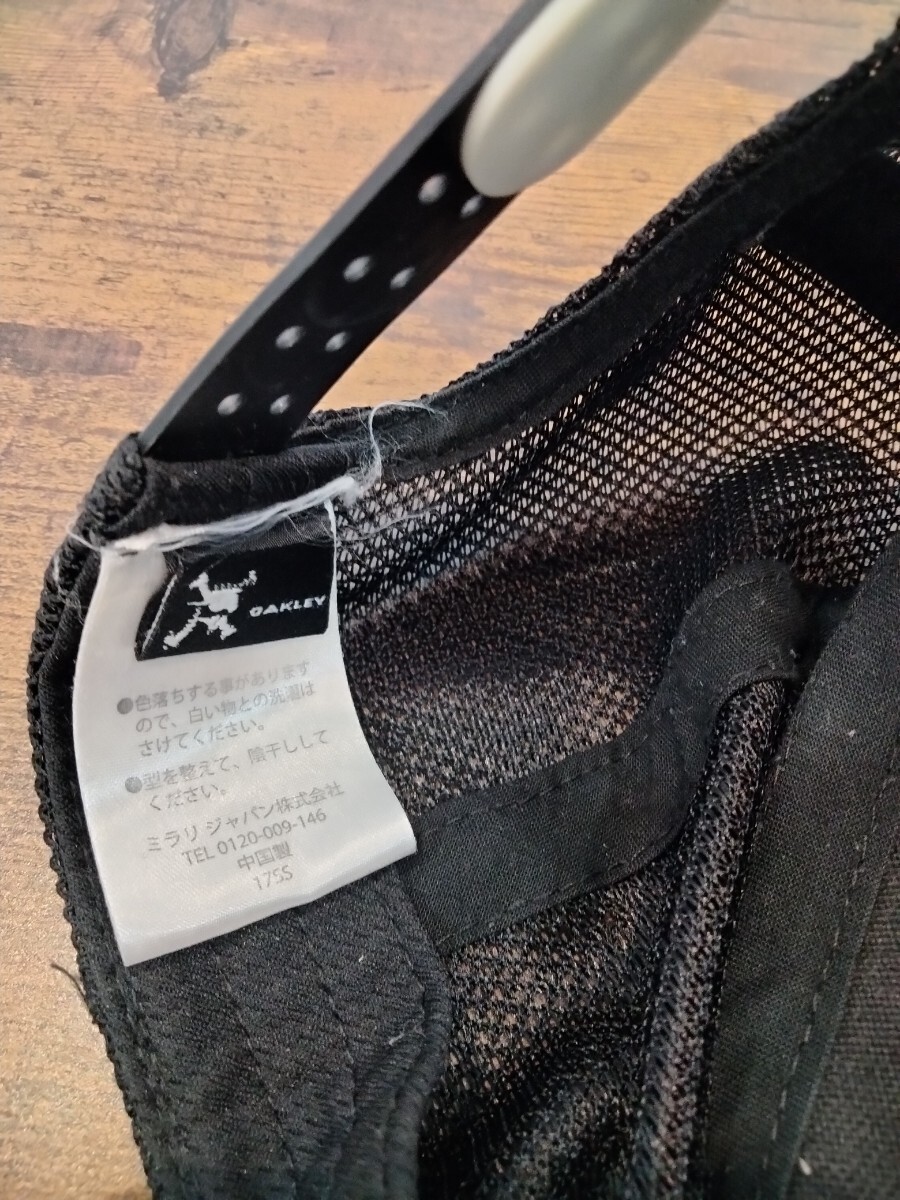 OAKLEY
●色落ちする事があります
ので、白い物との洗濯は
さけてください。
●型を整えて、陰干しして
ください。
ミラリ ジャパン株式会社
TEL 0120-009-146
中国製
175S